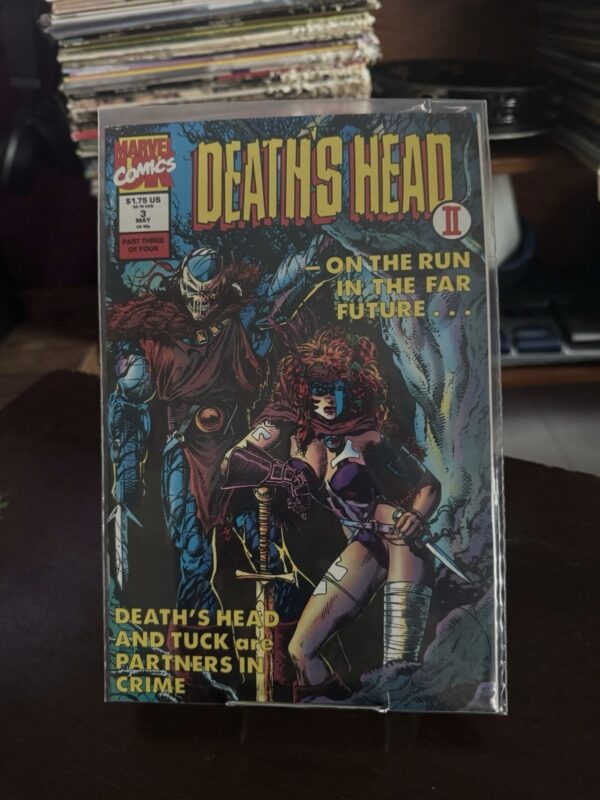 MARVEL
COMICS
$1.75 US
3
MAY
PART THREE
OF FOUR
DEATH'S HEAD
II
— ON THE RUN
IN THE FAR
FUTURE...
DEATH'S HEAD
AND TUCK are
PARTNERS IN
CRIME